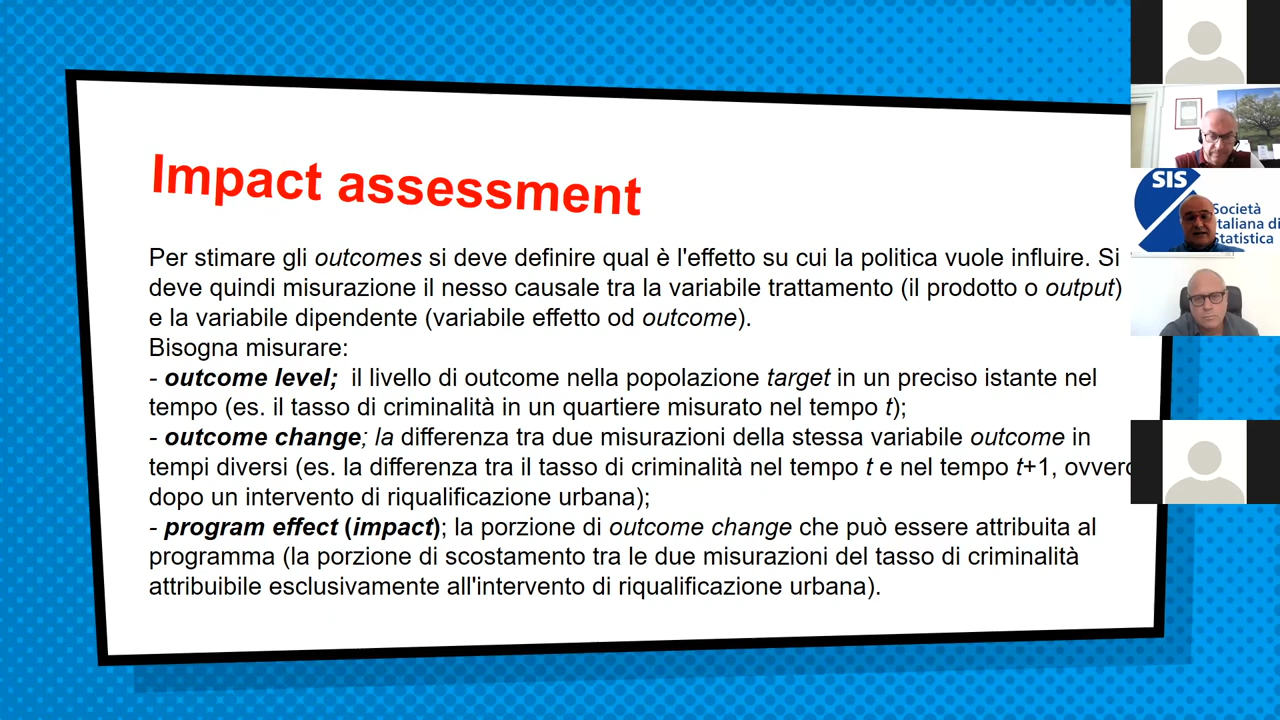 Impact assessment
Per stimare gli outcomes si deve definire qual è l'effetto su cui la politica vuole influire. Si
deve quindi misurazione il nesso causale tra la variabile trattamento (il prodotto o output)
e la variabile dipendente (variabile effetto od outcome).
Bisogna misurare:
- outcome level; il livello di outcome nella popolazione target in un preciso istante nel
tempo (es. il tasso di criminalità in un quartiere misurato nel tempo t);
- outcome change; la differenza tra due misurazioni della stessa variabile outcome in
tempi diversi (es. la differenza tra il tasso di criminalità nel tempo t e nel tempo t+1, ovvero
dopo un intervento di riqualificazione urbana);
- program effect (impact); la porzione di outcome change che può essere attribuita al
programma (la porzione di scostamento tra le due misurazioni del tasso di criminalità
attribuibile esclusivamente all'intervento di riqualificazione urbana).
SIS
Società
Italiana di
Statistica